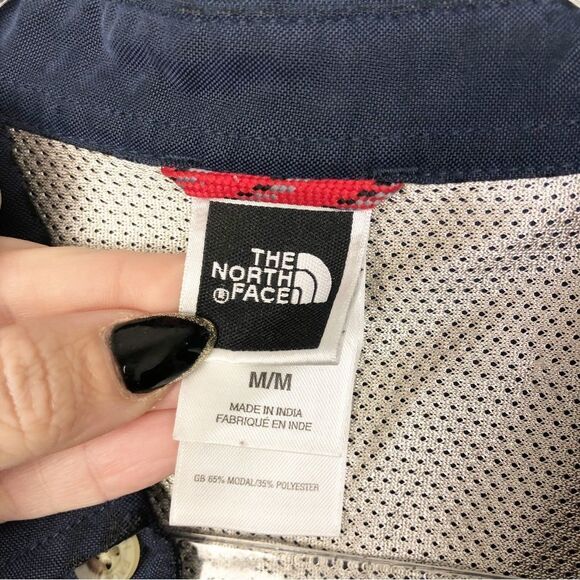 THE
NORTH
® FACE
M/M
MADE IN INDIA
FABRIQUÉ EN INDE
GB 65% MODAL/35% POLYESTER